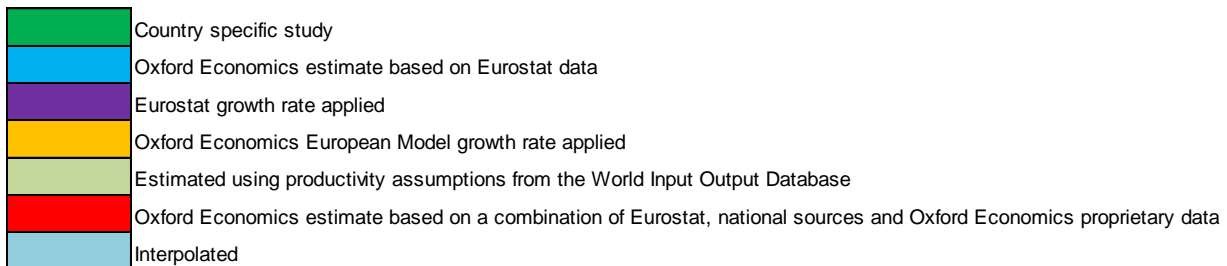 Country specific study
Oxford Economics estimate based on Eurostat data
Eurostat growth rate applied
Oxford Economics European Model growth rate applied
Estimated using productivity assumptions from the World Input Output Database
Oxford Economics estimate based on a combination of Eurostat, national sources and Oxford Economics proprietary data
Interpolated